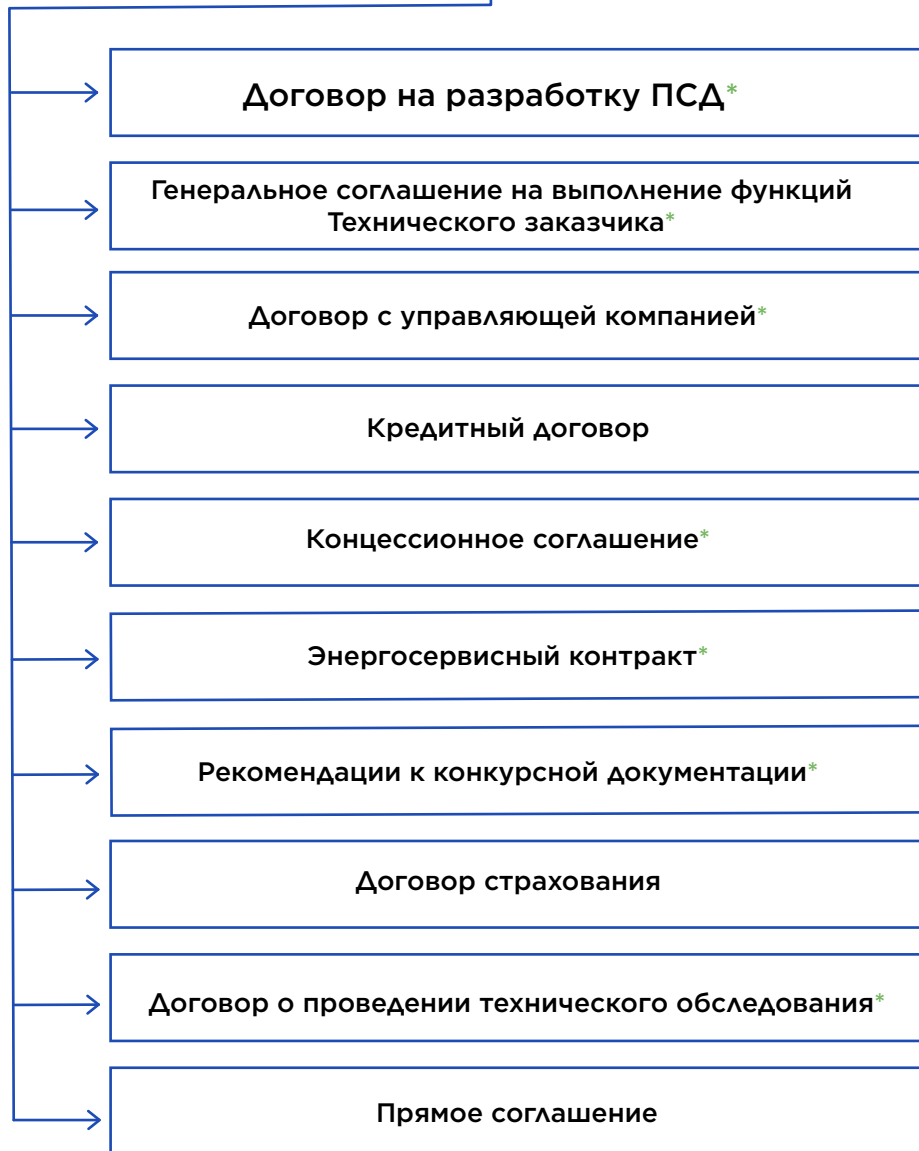 Договор на разработку ПСД*
Генеральное соглашение на выполнение функций
Технического заказчика*
Договор с управляющей компанией*
Кредитный договор
Концессионное соглашение*
Энергосервисный контракт*
Рекомендации к конкурсной документации*
Договор страхования
Договор о проведении технического обследования*
Прямое соглашение